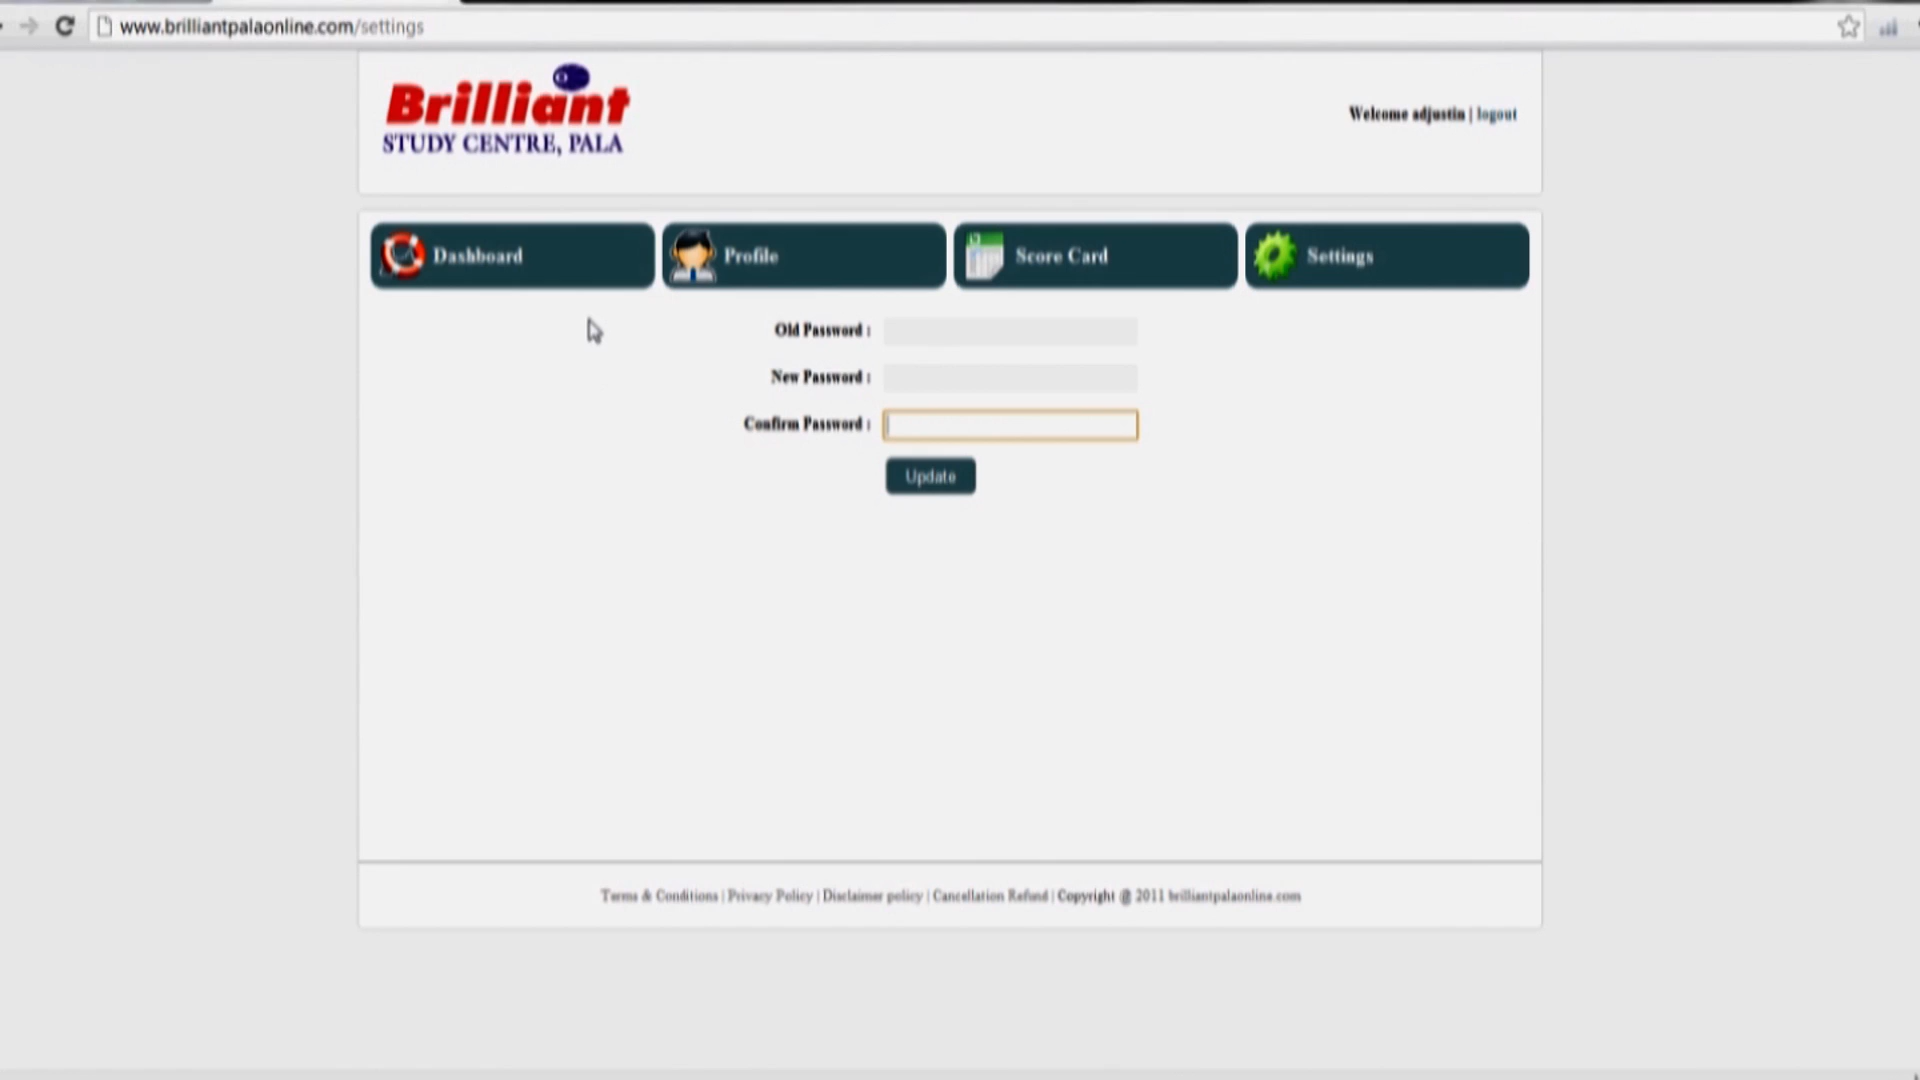 www.brilliantpalaonline.com/settings
Brilliant
STUDY CENTRE, PALA
Welcome adjustin | logout
Dashboard
Profile
Score Card
Settings
Old Password :
New Password :
Confirm Password :
Update
Terms & Conditions | Privacy Policy | Disclaimer policy | Cancellation Refund | Copyright @ 2011 brilliantpalaonline.com